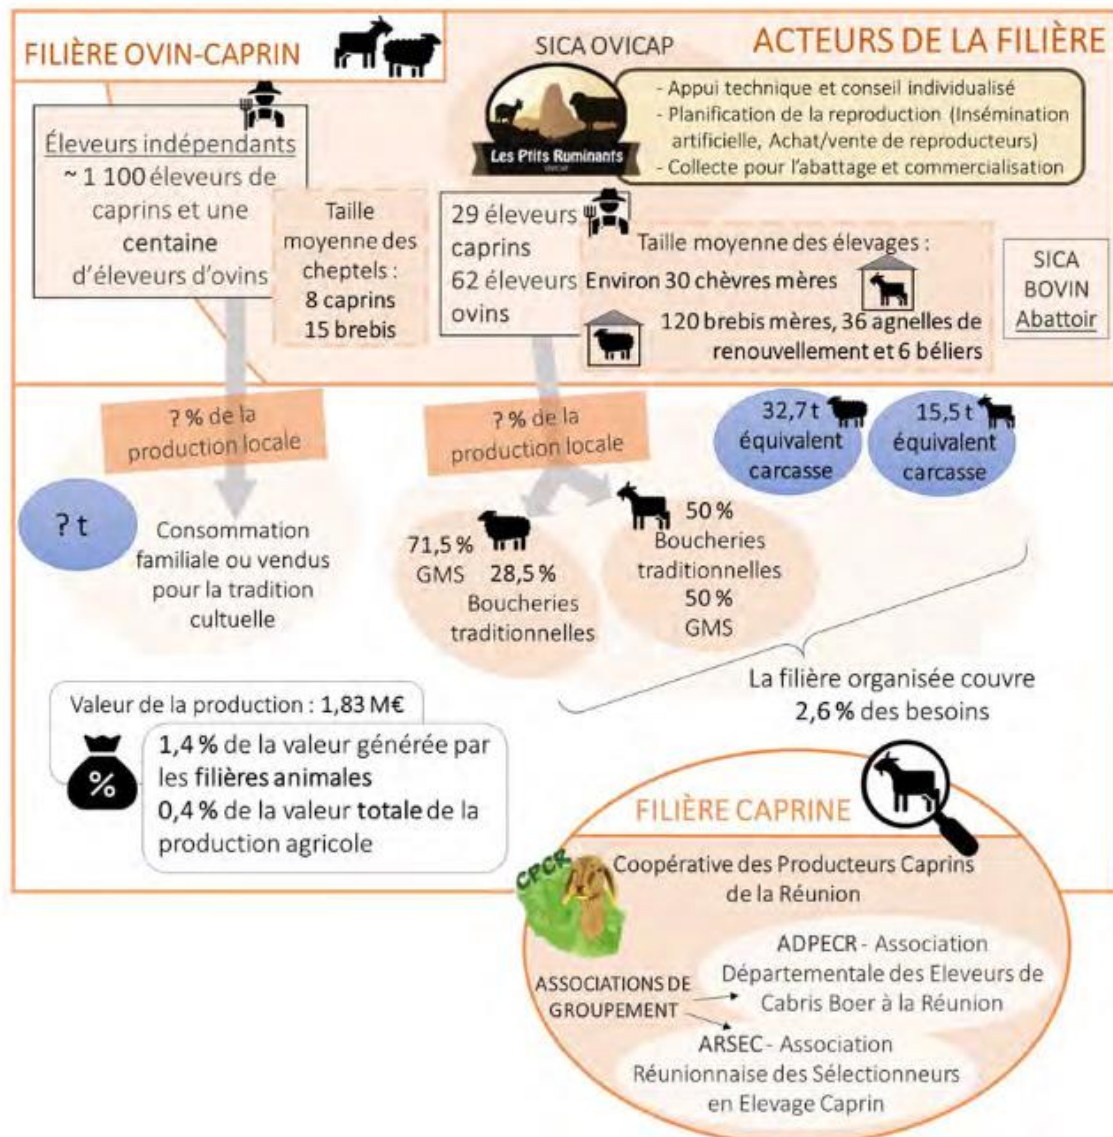 FILIÈRE OVIN-CAPRIN
SICA OVICAP
ACTEURS DE LA FILIÈRE
Les Ptits Ruminants
OVICAP
- Appui technique et conseil individualisé
- Planification de la reproduction (Insémination
artificielle, Achat/vente de reproducteurs)
- Collecte pour l'abattage et commercialisation
Éleveurs indépendants
~ 1 100 éleveurs de
caprins et une
centaine
d'éleveurs d'ovins
Taille
moyenne des
cheptels :
8 caprins
15 brebis
29 éleveurs
caprins
62 éleveurs
ovins
Taille moyenne des élevages :
Environ 30 chèvres mères
120 brebis mères, 36 agnelles de
renouvellement et 6 béliers
SICA
BOVIN
Abattoir
? % de la
production locale
? % de la
production locale
32,7 t
équivalent
carcasse
15,5 t
équivalent
carcasse
? t
Consommation
familiale ou vendus
pour la tradition
cultuelle
71,5 %
GMS
28,5 %
Boucheries
traditionnelles
50 %
Boucheries
traditionnelles
50 %
GMS
La filière organisée couvre
2,6 % des besoins
Valeur de la production : 1,83 M€
%
1,4 % de la valeur générée par
les filières animales
0,4 % de la valeur totale de la
production agricole
FILIÈRE CAPRINE
CPCR
Coopérative des Producteurs Caprins
de la Réunion
ASSOCIATIONS DE
GROUPEMENT
ADPECR - Association
Départementale des Eleveurs de
Cabris Boer à la Réunion
ARSEC - Association
Réunionnaise des Sélectionneurs
en Elevage Caprin